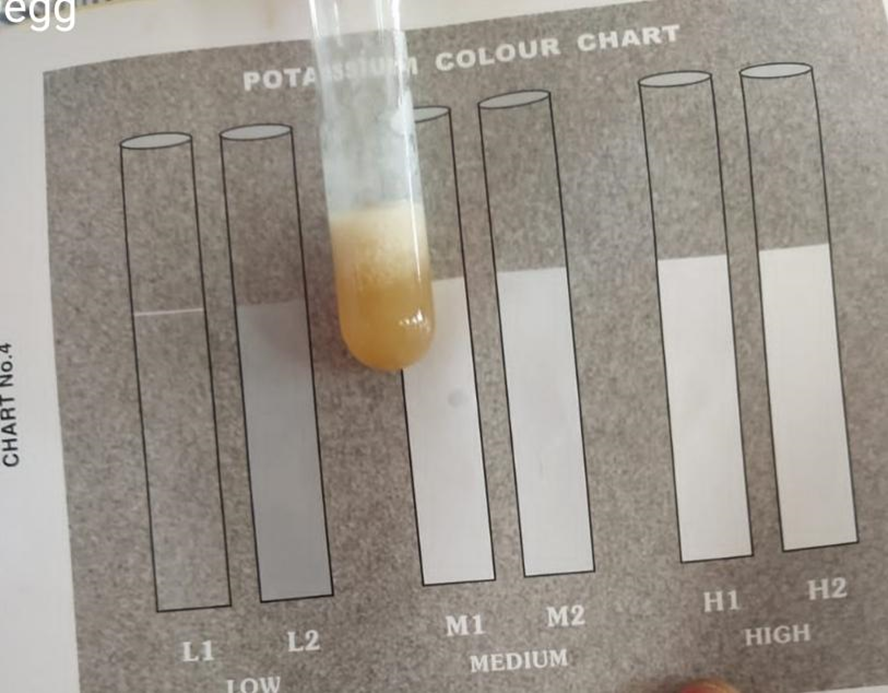 egg
POTASSIUM COLOUR CHART
CHART No.4
L1
L2
M1
M2
H1
H2
LOW
MEDIUM
HIGH